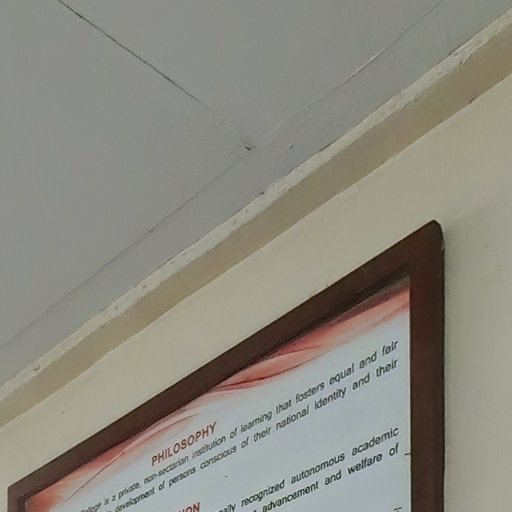 PHILOSOPHY
College is a private, non-sectarian institution of learning that fosters equal and fair
development of persons conscious of their national identity and their
recognized autonomous academic
advancement and welfare of